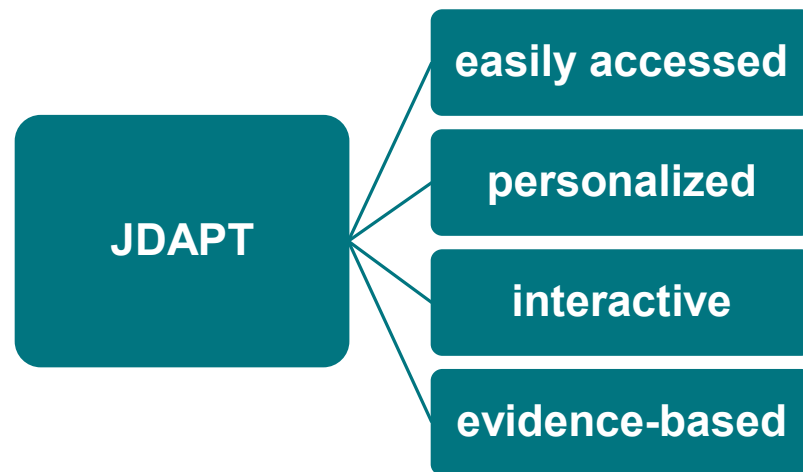 JDAPT
easily accessed
personalized
interactive
evidence-based